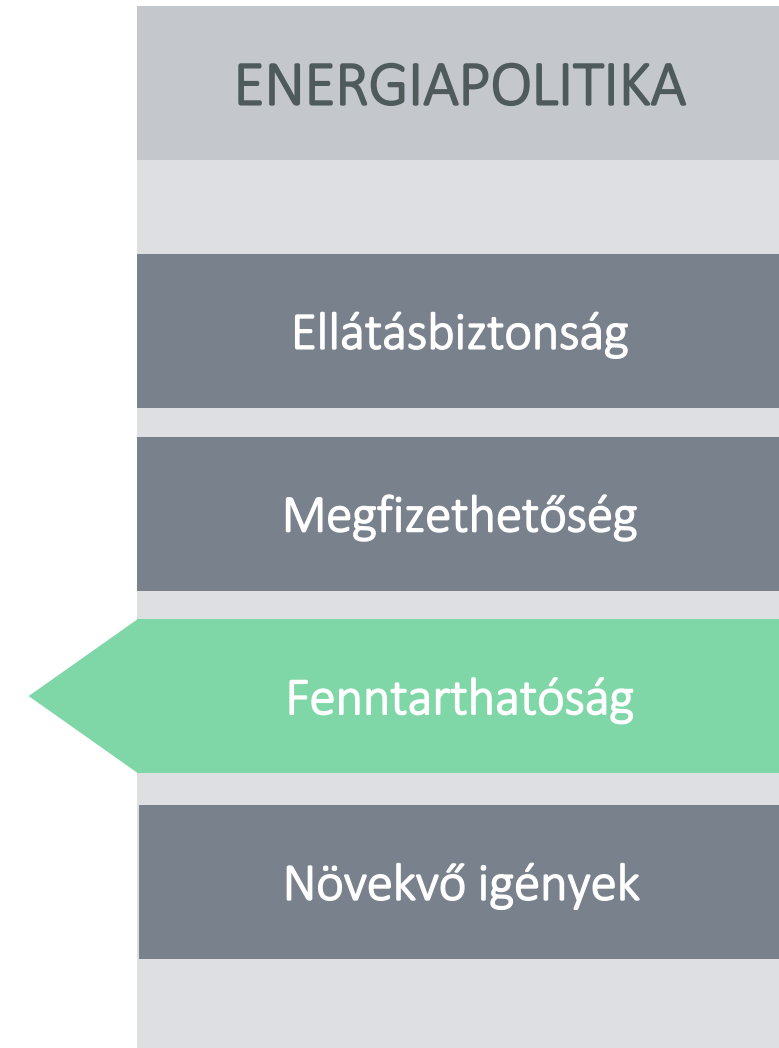 ENERGIAPOLITIKA
Ellátásbiztonság
Megfizethetőség
Fenntarthatóság
Növekvő igények